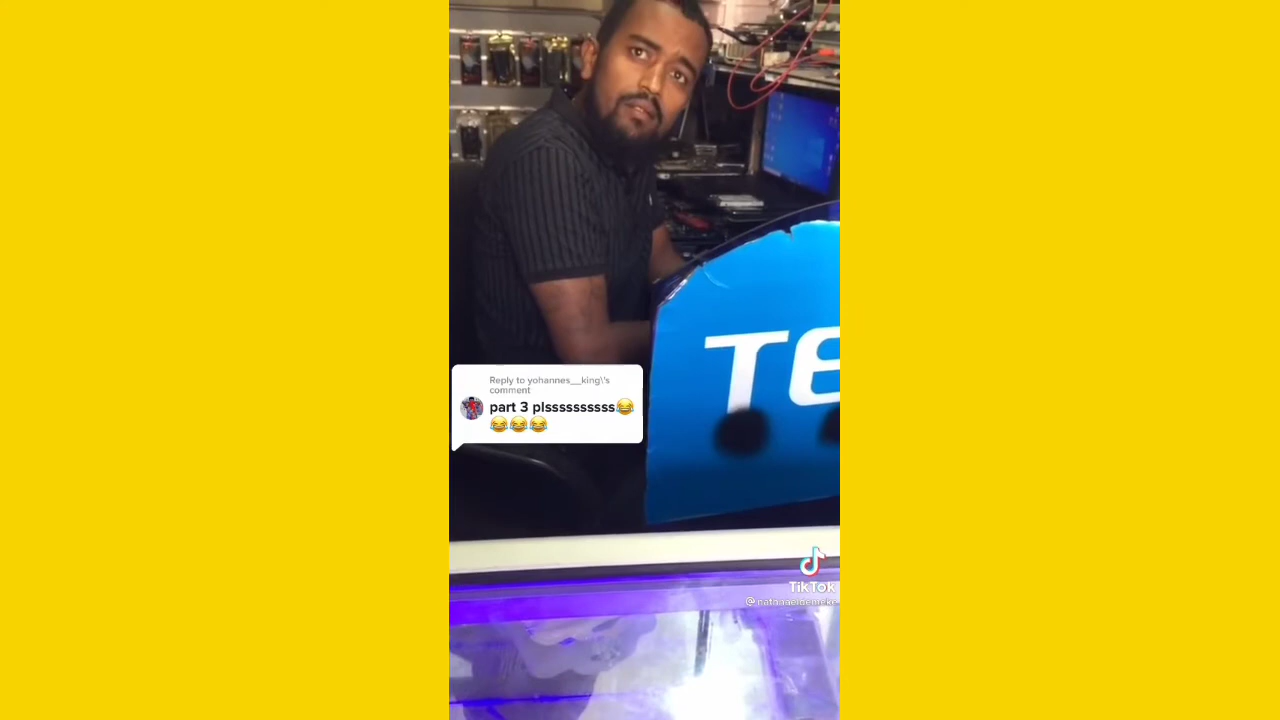 TE
Reply to yohannes__king\'s
comment
part 3 plssssssssss😂
😂😂😂
TikTok